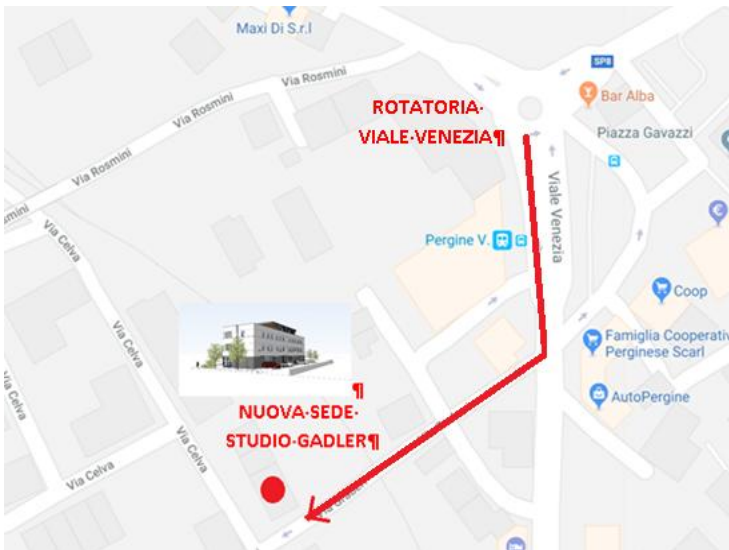 Maxi Di S.r.l
SP8
Via Rosmini
Bar Alba
ROTATORIA·
VIALE·VENEZIA¶
Via Rosmini
Piazza Gavazzi
Via Rosmini
Viale Venezia
smini
Via Celva
Pergine V.
Coop
Famiglia Cooperativ
Perginese Scarl
Via Celva
Via Celva
¶
NUOVA·SEDE·
STUDIO·GADLER¶
AutoPergine
Via Celva
Via Celva